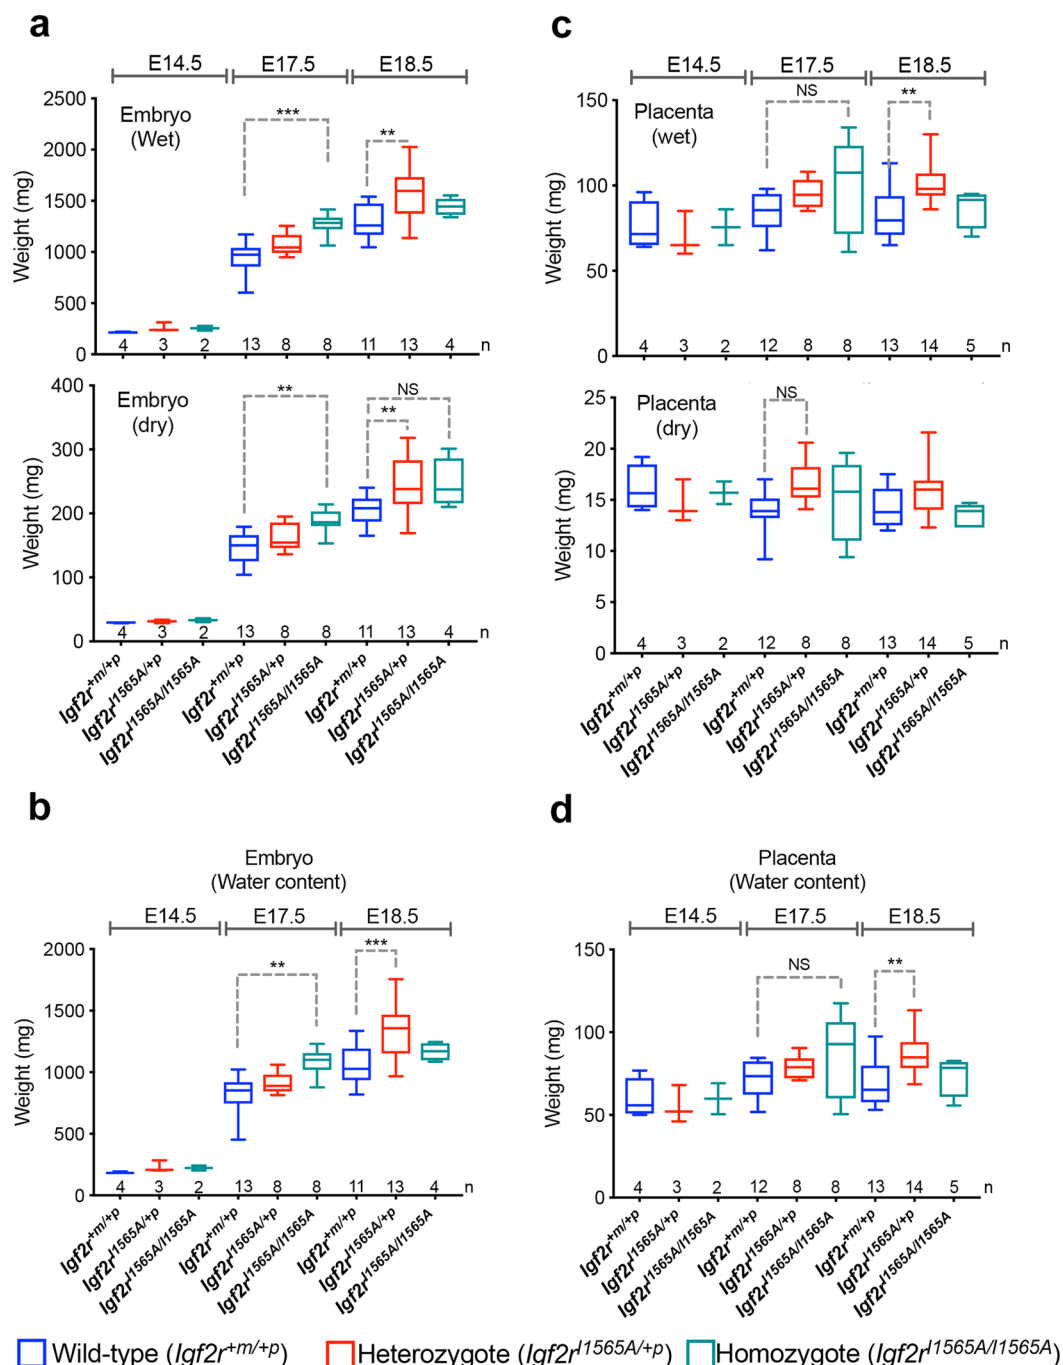 a
E14.5 E17.5 E18.5
Embryo
(Wet)
Weight (mg)
2500
2000
1500
1000
500
0
*** **
4 3 2 13 8 8 11 13 4 n
Embryo
(dry)
Weight (mg)
400
300
200
100
0
** ** NS
4 3 2 13 8 8 11 13 4 n
Igf2r+m/+p
Igf2rI1565A/+p
Igf2rI1565A/I1565A
Igf2r+m/+p
Igf2rI1565A/+p
Igf2rI1565A/I1565A
Igf2r+m/+p
Igf2rI1565A/+p
Igf2rI1565A/I1565A
c
E14.5 E17.5 E18.5
Placenta
(wet)
Weight (mg)
150
100
50
0
NS **
4 3 2 12 8 8 13 14 5 n
Placenta
(dry)
Weight (mg)
25
20
15
10
5
0
NS
4 3 2 12 8 8 13 14 5 n
Igf2r+m/+p
Igf2rI1565A/+p
Igf2rI1565A/I1565A
Igf2r+m/+p
Igf2rI1565A/+p
Igf2rI1565A/I1565A
Igf2r+m/+p
Igf2rI1565A/+p
Igf2rI1565A/I1565A
b
Embryo
(Water content)
E14.5 E17.5 E18.5
Weight (mg)
2000
1500
1000
500
0
** ***
4 3 2 13 8 8 11 13 4 n
Igf2r+m/+p
Igf2rI1565A/+p
Igf2rI1565A/I1565A
Igf2r+m/+p
Igf2rI1565A/+p
Igf2rI1565A/I1565A
Igf2r+m/+p
Igf2rI1565A/+p
Igf2rI1565A/I1565A
d
Placenta
(Water content)
E14.5 E17.5 E18.5
Weight (mg)
150
100
50
0
NS **
4 3 2 12 8 8 13 14 5 n
Igf2r+m/+p
Igf2rI1565A/+p
Igf2rI1565A/I1565A
Igf2r+m/+p
Igf2rI1565A/+p
Igf2rI1565A/I1565A
Igf2r+m/+p
Igf2rI1565A/+p
Igf2rI1565A/I1565A
Wild-type (Igf2r+m/+p) Heterozygote (Igf2rI1565A/+p) Homozygote (Igf2rI1565A/I1565A)